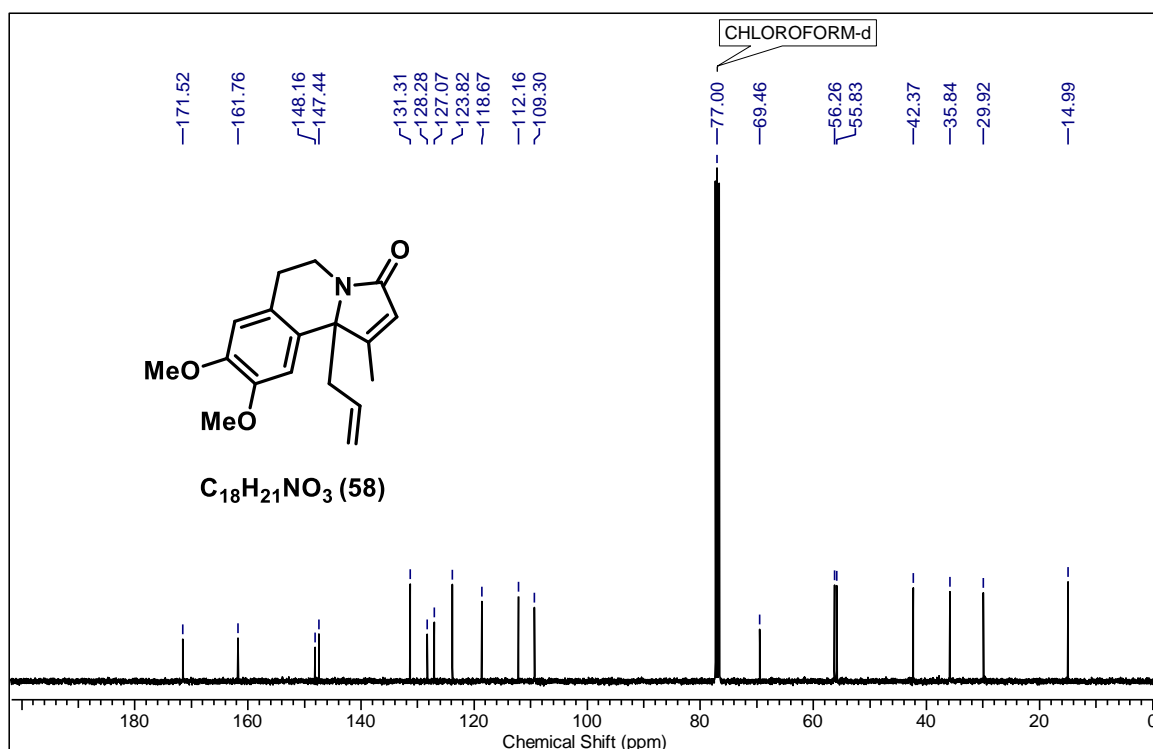 CHLOROFORM-d
171.52
161.76
148.16
147.44
131.31
128.28
127.07
123.82
118.67
112.16
109.30
77.00
69.46
56.26
55.83
42.37
35.84
29.92
14.99
O
N
MeO
MeO
C₁₈H₂₁NO₃ (58)
180 160 140 120 100 80 60 40 20 0
Chemical Shift (ppm)